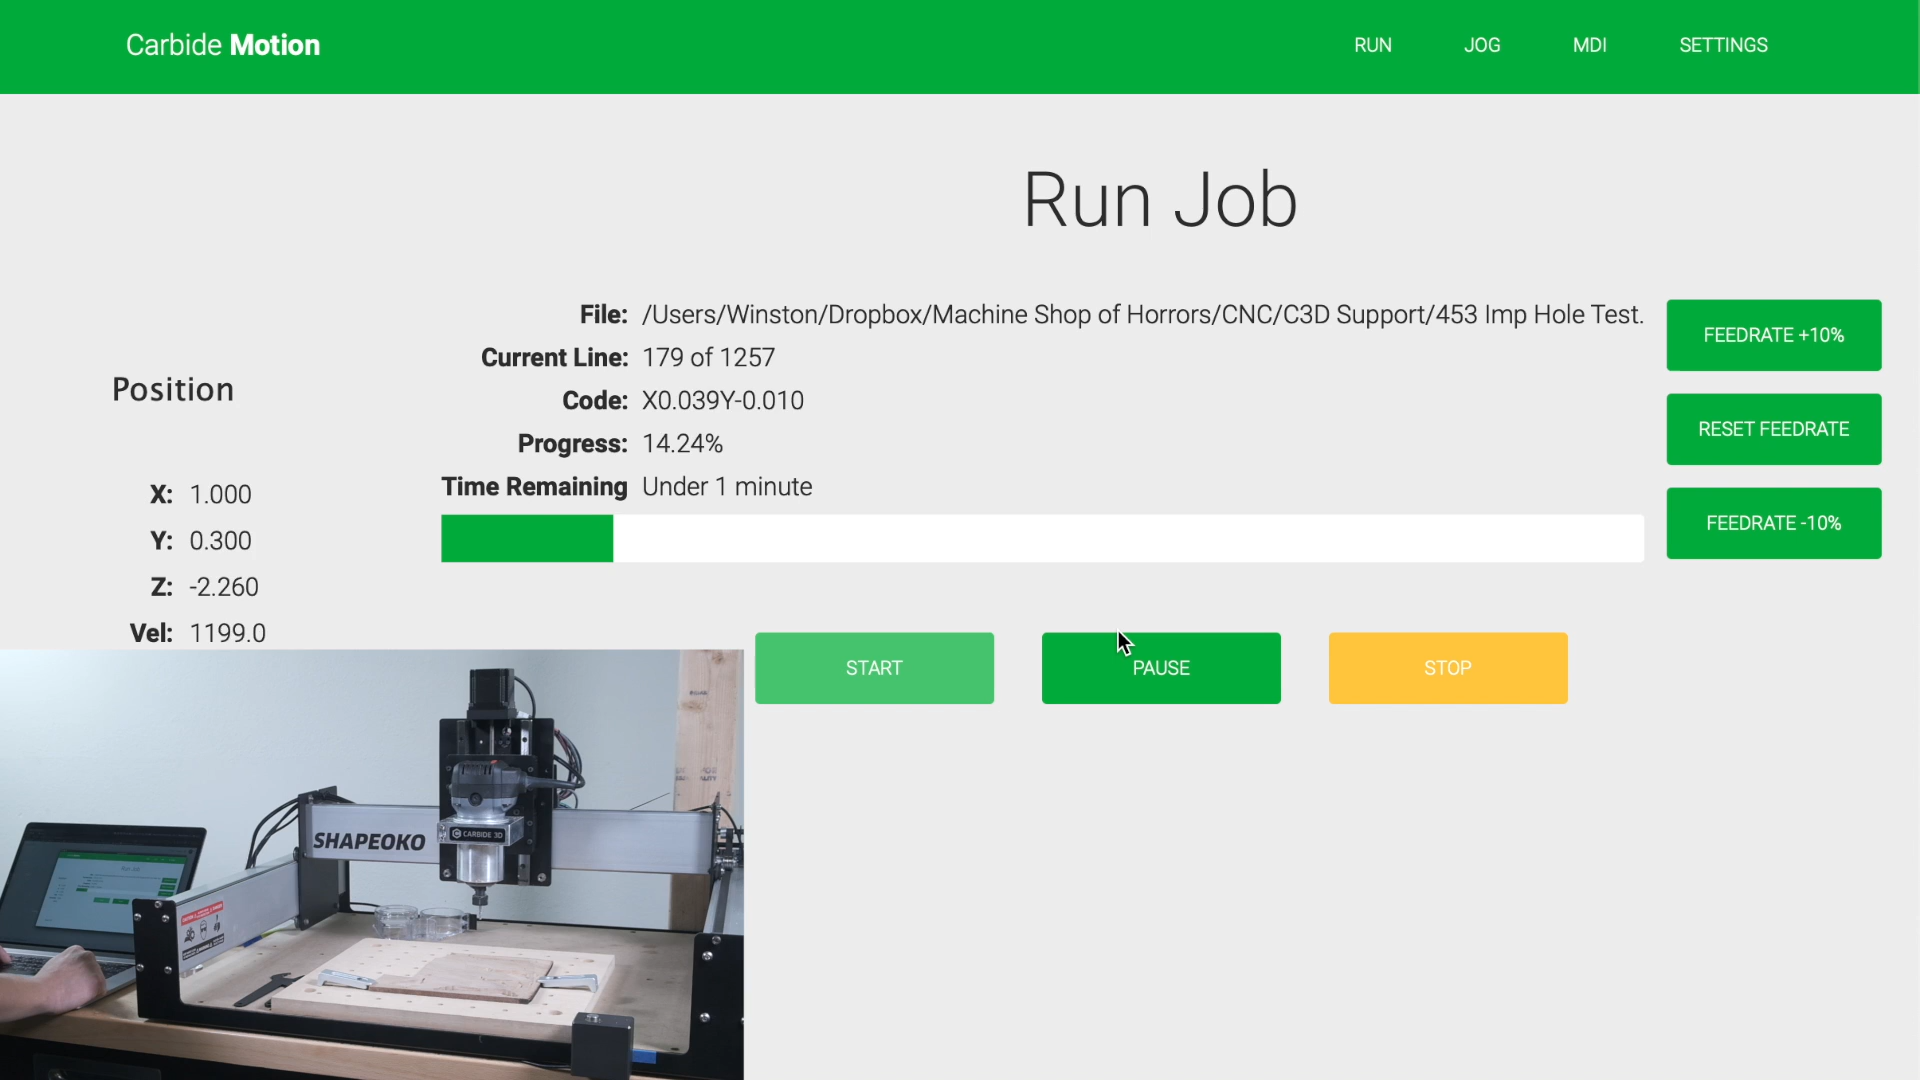 Carbide Motion
RUN
JOG
MDI
SETTINGS
Run Job
File: /Users/Winston/Dropbox/Machine Shop of Horrors/CNC/C3D Support/453 Imp Hole Test.
Current Line: 179 of 1257
Code: X0.039Y-0.010
Progress: 14.24%
Time Remaining Under 1 minute
FEEDRATE +10%
RESET FEEDRATE
FEEDRATE -10%
Position
X: 1.000
Y: 0.300
Z: -2.260
Vel: 1199.0
START
PAUSE
STOP
SHAPEOKO
CARBIDE 3D